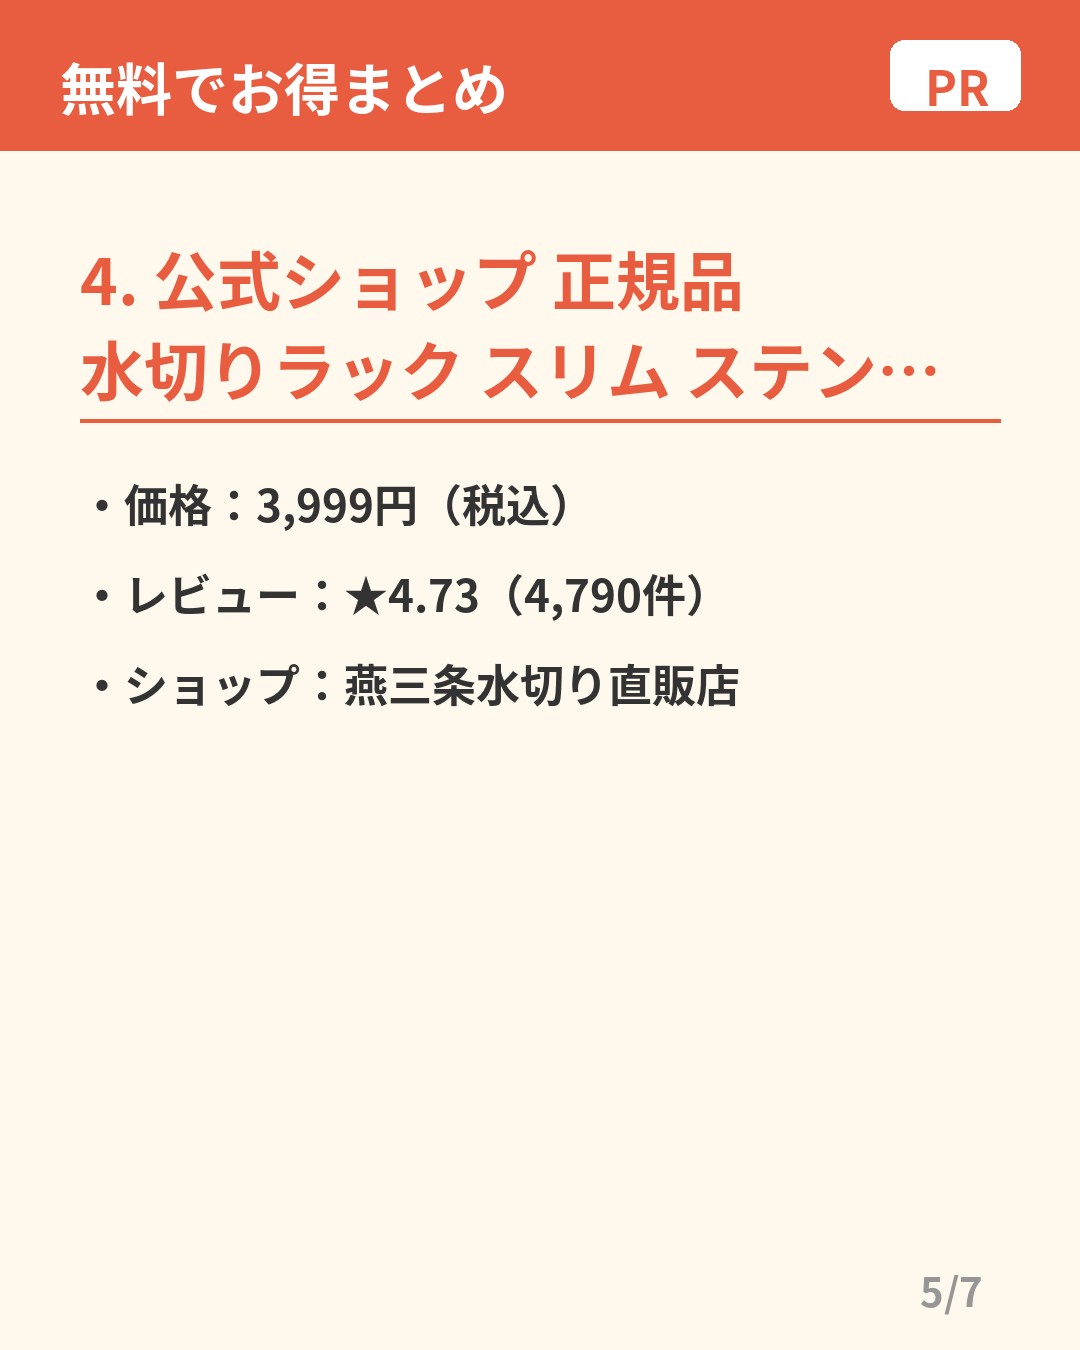 無料でお得まとめ
PR
4. 公式ショップ 正規品
水切りラック スリム ステン…
・価格：3,999円（税込）
・レビュー：★4.73（4,790件）
・ショップ：燕三条水切り直販店
5/7